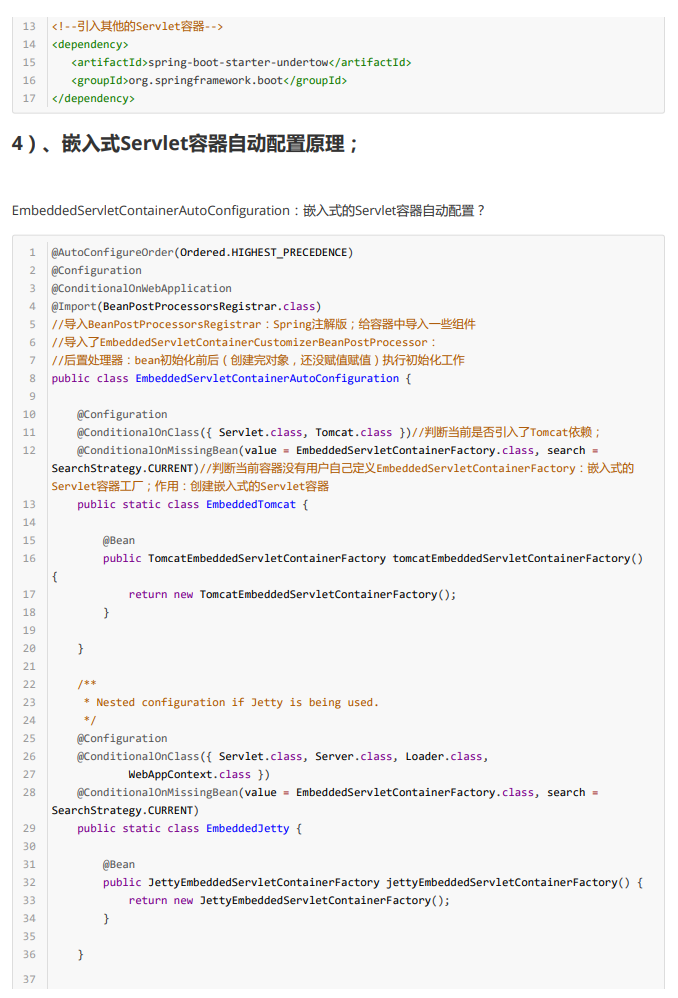 13 <!--引入其他的Servlet容器-->
14 <dependency>
15    <artifactId>spring-boot-starter-undertow</artifactId>
16    <groupId>org.springframework.boot</groupId>
17 </dependency>
4）、嵌入式Servlet容器自动配置原理；
EmbeddedServletContainerAutoConfiguration：嵌入式的Servlet容器自动配置？
1 @AutoConfigureOrder(Ordered.HIGHEST_PRECEDENCE)
2 @Configuration
3 @ConditionalOnWebApplication
4 @Import(BeanPostProcessorsRegistrar.class)
5 //导入BeanPostProcessorsRegistrar：Spring注解版；给容器中导入一些组件
6 //导入了EmbeddedServletContainerCustomizerBeanPostProcessor：
7 //后置处理器：bean初始化前后（创建完对象，还没赋值赋值）执行初始化工作
8 public class EmbeddedServletContainerAutoConfiguration {
9
10     @Configuration
11     @ConditionalOnClass({ Servlet.class, Tomcat.class })//判断当前是否引入了Tomcat依赖；
12     @ConditionalOnMissingBean(value = EmbeddedServletContainerFactory.class, search =
SearchStrategy.CURRENT)//判断当前容器没有用户自己定义EmbeddedServletContainerFactory：嵌入式的
Servlet容器工厂；作用：创建嵌入式的Servlet容器
13     public static class EmbeddedTomcat {
14
15         @Bean
16         public TomcatEmbeddedServletContainerFactory tomcatEmbeddedServletContainerFactory()
{
17             return new TomcatEmbeddedServletContainerFactory();
18         }
19
20     }
21
22     /**
23      * Nested configuration if Jetty is being used.
24      */
25     @Configuration
26     @ConditionalOnClass({ Servlet.class, Server.class, Loader.class,
27             WebAppContext.class })
28     @ConditionalOnMissingBean(value = EmbeddedServletContainerFactory.class, search =
SearchStrategy.CURRENT)
29     public static class EmbeddedJetty {
30
31         @Bean
32         public JettyEmbeddedServletContainerFactory jettyEmbeddedServletContainerFactory() {
33             return new JettyEmbeddedServletContainerFactory();
34         }
35
36     }
37